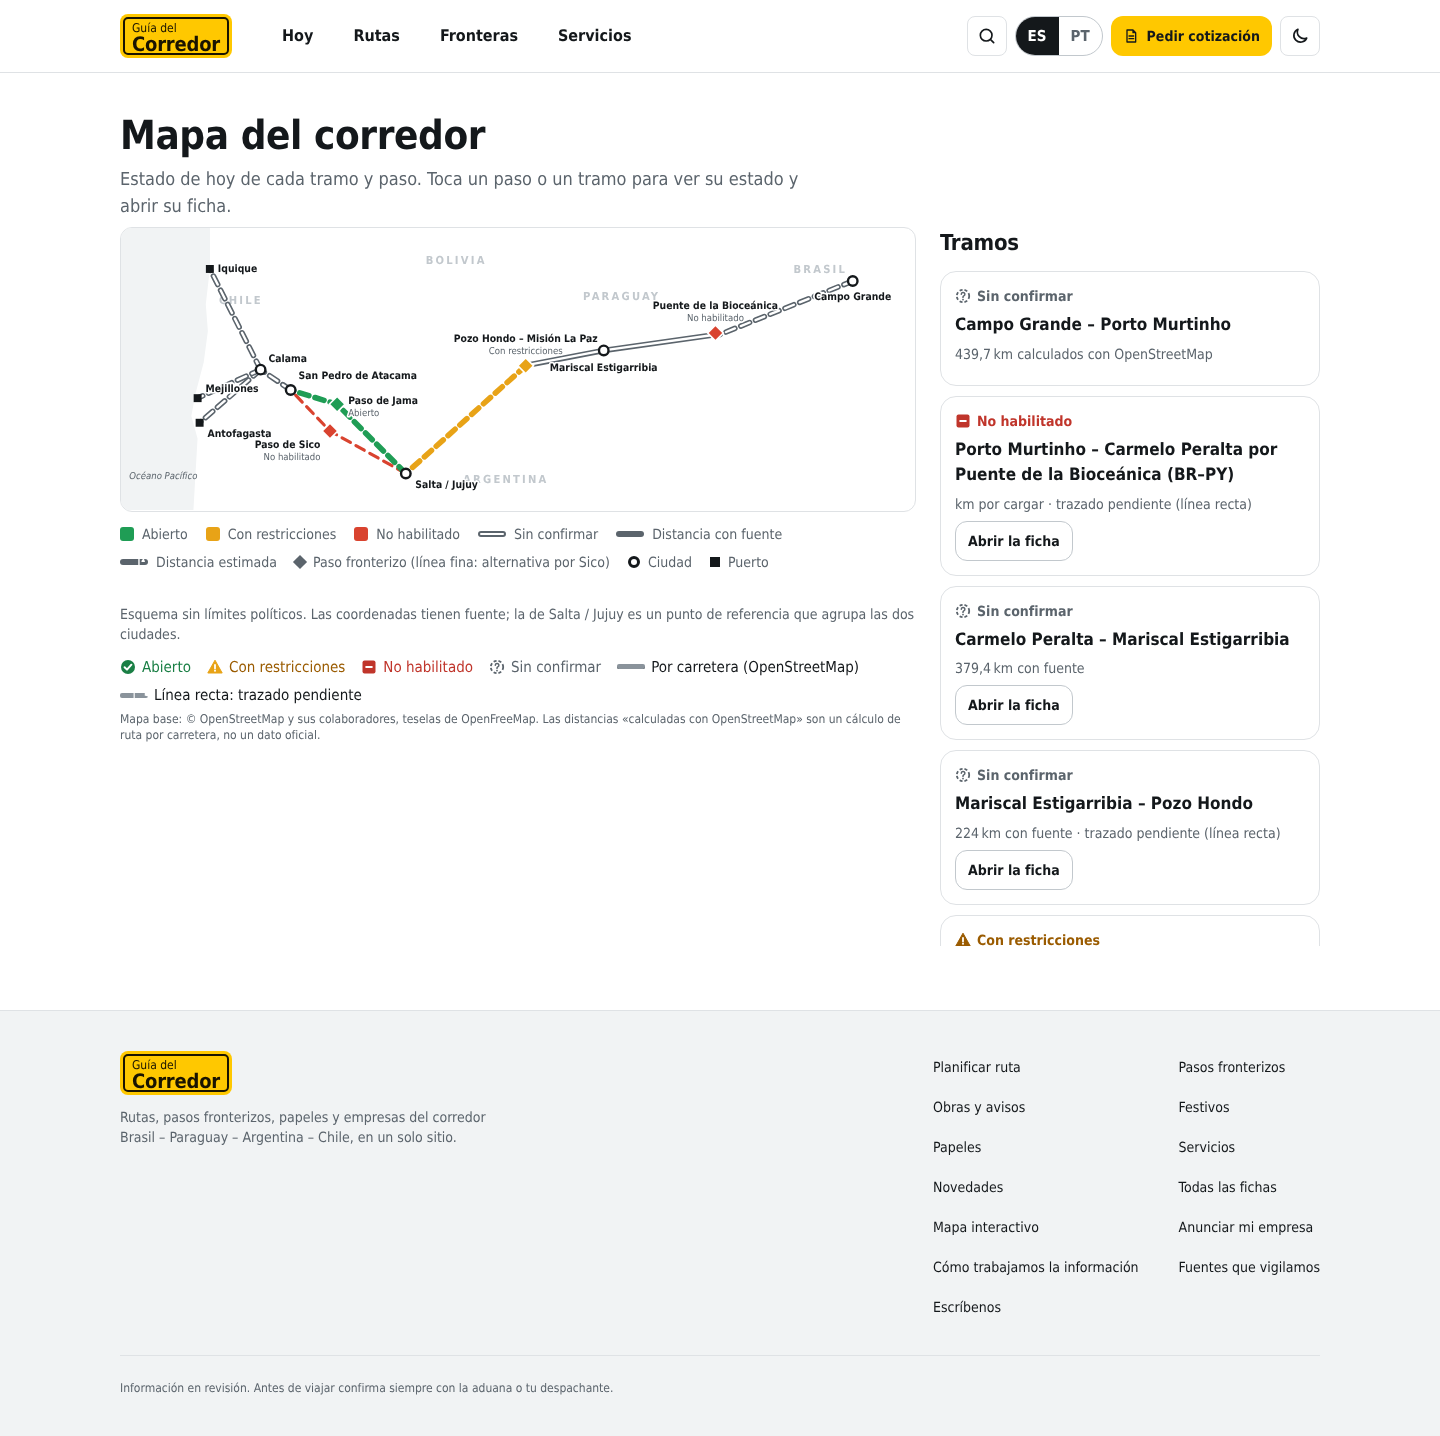 Guía del
Corredor
Hoy
Rutas
Fronteras
Servicios
ES
PT
Pedir cotización
Mapa del corredor
Estado de hoy de cada tramo y paso. Toca un paso o un tramo para ver su estado y
abrir su ficha.
BOLIVIA
BRASIL
Iquique
CHILE
PARAGUAY
Campo Grande
Puente de la Bioceánica
No habilitado
Pozo Hondo – Misión La Paz
Con restricciones
Mariscal Estigarribia
Calama
San Pedro de Atacama
Mejillones
Paso de Jama
Abierto
Antofagasta
Paso de Sico
No habilitado
Océano Pacífico
Salta / Jujuy
ARGENTINA
Abierto
Con restricciones
No habilitado
Sin confirmar
Distancia con fuente
Distancia estimada
Paso fronterizo (línea fina: alternativa por Sico)
Ciudad
Puerto
Esquema sin límites políticos. Las coordenadas tienen fuente; la de Salta / Jujuy es un punto de referencia que agrupa las dos
ciudades.
Abierto
Con restricciones
No habilitado
Sin confirmar
Por carretera (OpenStreetMap)
Línea recta: trazado pendiente
Mapa base: © OpenStreetMap y sus colaboradores, teselas de OpenFreeMap. Las distancias «calculadas con OpenStreetMap» son un cálculo de
ruta por carretera, no un dato oficial.
Tramos
Sin confirmar
Campo Grande – Porto Murtinho
439,7 km calculados con OpenStreetMap
No habilitado
Porto Murtinho – Carmelo Peralta por
Puente de la Bioceánica (BR–PY)
km por cargar · trazado pendiente (línea recta)
Abrir la ficha
Sin confirmar
Carmelo Peralta – Mariscal Estigarribia
379,4 km con fuente
Abrir la ficha
Sin confirmar
Mariscal Estigarribia – Pozo Hondo
224 km con fuente · trazado pendiente (línea recta)
Abrir la ficha
Con restricciones
Guía del
Corredor
Rutas, pasos fronterizos, papeles y empresas del corredor
Brasil – Paraguay – Argentina – Chile, en un solo sitio.
Planificar ruta
Obras y avisos
Papeles
Novedades
Mapa interactivo
Cómo trabajamos la información
Escríbenos
Pasos fronterizos
Festivos
Servicios
Todas las fichas
Anunciar mi empresa
Fuentes que vigilamos
Información en revisión. Antes de viajar confirma siempre con la aduana o tu despachante.